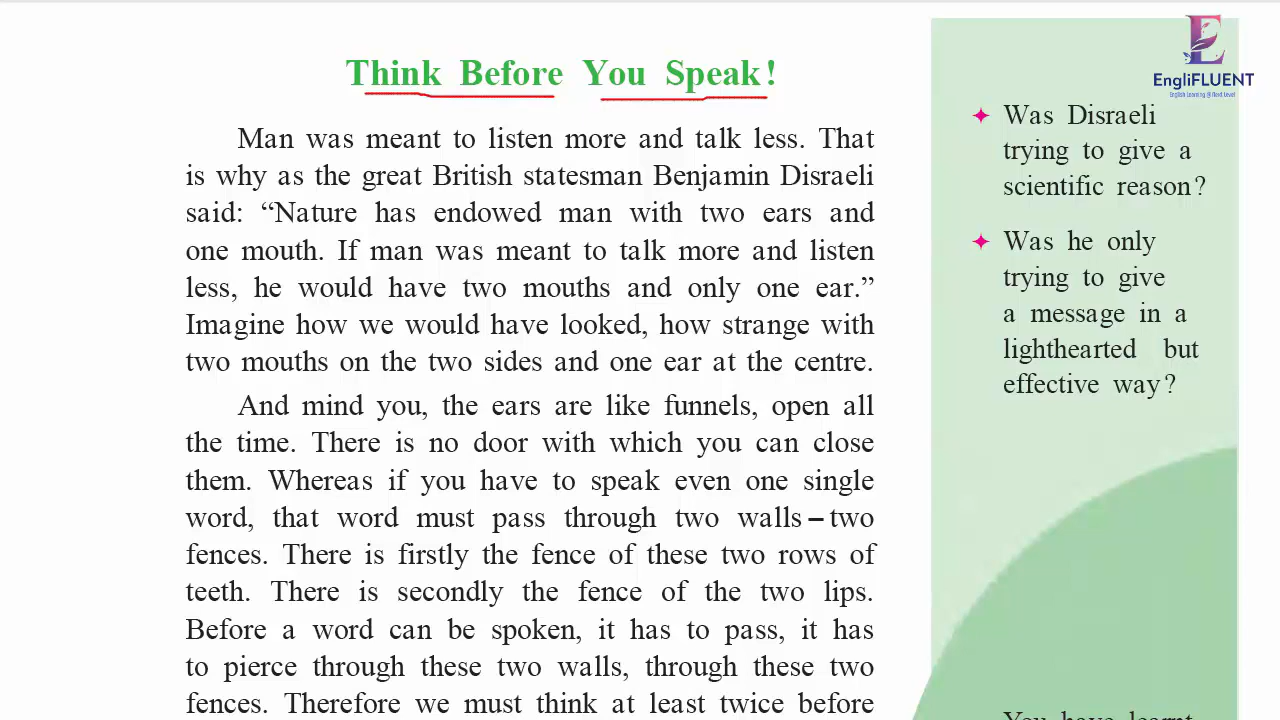 Think Before You Speak!
Man was meant to listen more and talk less. That
is why as the great British statesman Benjamin Disraeli
said: “Nature has endowed man with two ears and
one mouth. If man was meant to talk more and listen
less, he would have two mouths and only one ear.”
Imagine how we would have looked, how strange with
two mouths on the two sides and one ear at the centre.
And mind you, the ears are like funnels, open all
the time. There is no door with which you can close
them. Whereas if you have to speak even one single
word, that word must pass through two walls – two
fences. There is firstly the fence of these two rows of
teeth. There is secondly the fence of the two lips.
Before a word can be spoken, it has to pass, it has
to pierce through these two walls, through these two
fences. Therefore we must think at least twice before
E
EngliFLUENT
English Learning @ Next Level
Was Disraeli
trying to give a
scientific reason?
Was he only
trying to give
a message in a
lighthearted but
effective way?
You have learnt